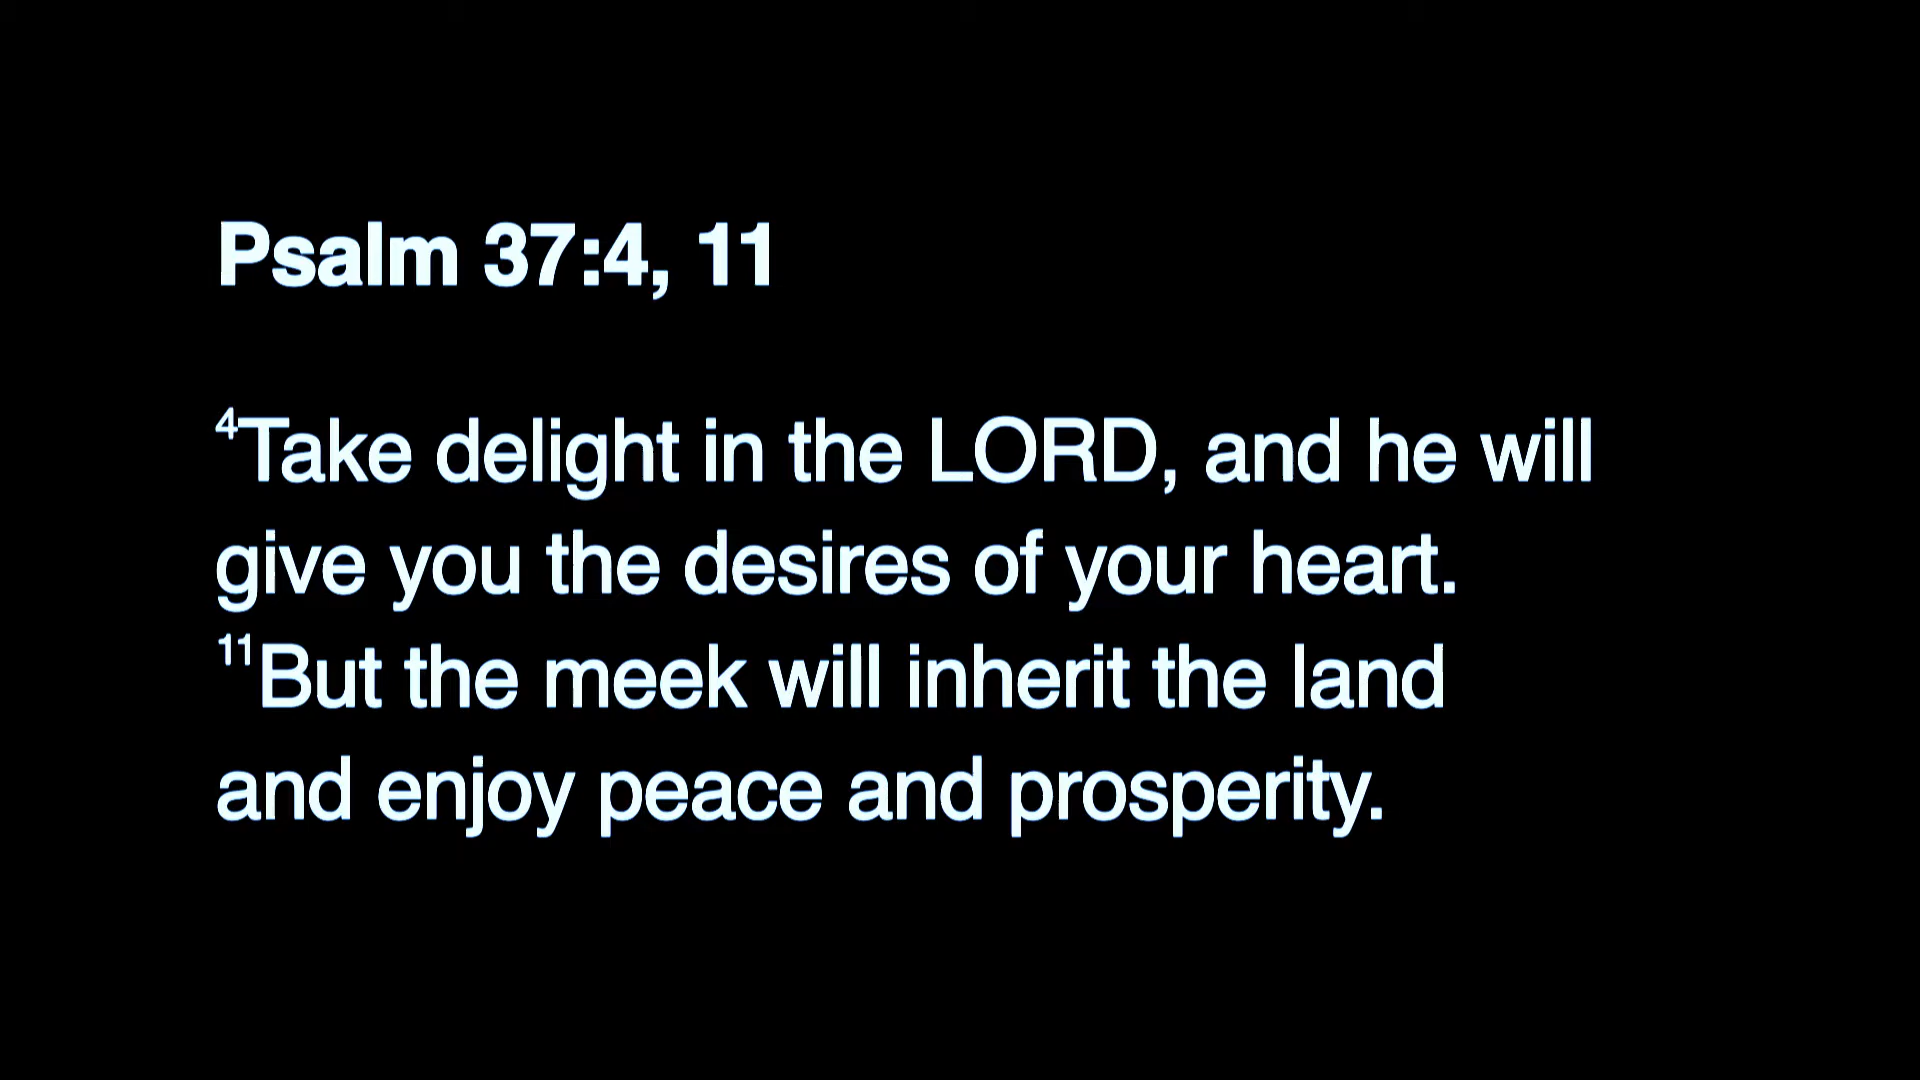 Psalm 37:4, 11
⁴Take delight in the LORD, and he will
give you the desires of your heart.
¹¹But the meek will inherit the land
and enjoy peace and prosperity.